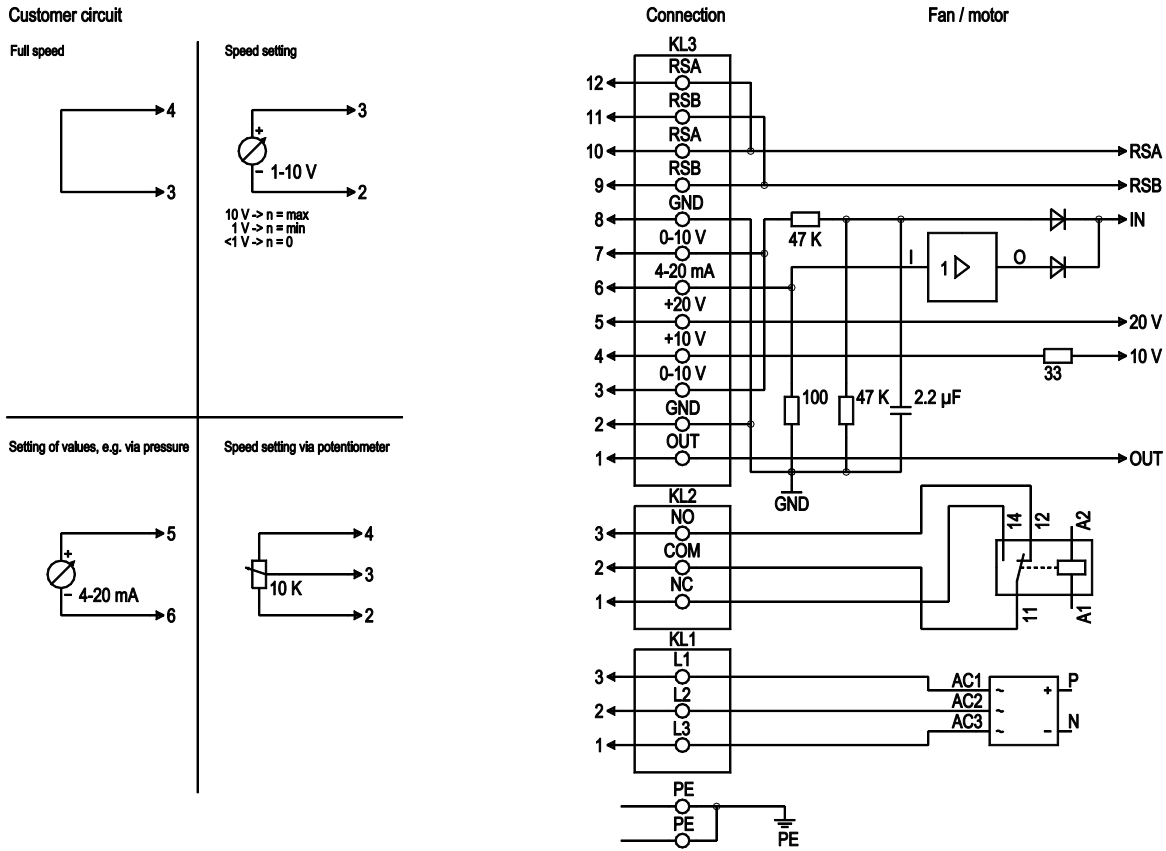 Customer circuit
Full speed
4
3
Speed setting
3
+
1-10 V
−
2
10 V -> n = max
1 V -> n = min
<1 V -> n = 0
Setting of values, e.g. via pressure
5
+
4-20 mA
−
6
Speed setting via potentiometer
4
3
10 K
2
Connection
Fan / motor
KL3
RSA
12
RSB
11
RSA
10
RSA
RSB
9
RSB
GND
8
47 K
IN
0-10 V
7
I
1
O
4-20 mA
6
+20 V
5
20 V
+10 V
4
33
10 V
0-10 V
3
100
47 K
2.2 µF
GND
2
OUT
1
OUT
GND
KL2
NO
3
COM
2
NC
1
14
12
A2
11
A1
KL1
L1
3
L2
2
L3
1
AC1
~
+
P
AC2
~
AC3
~
−
N
PE
PE
PE